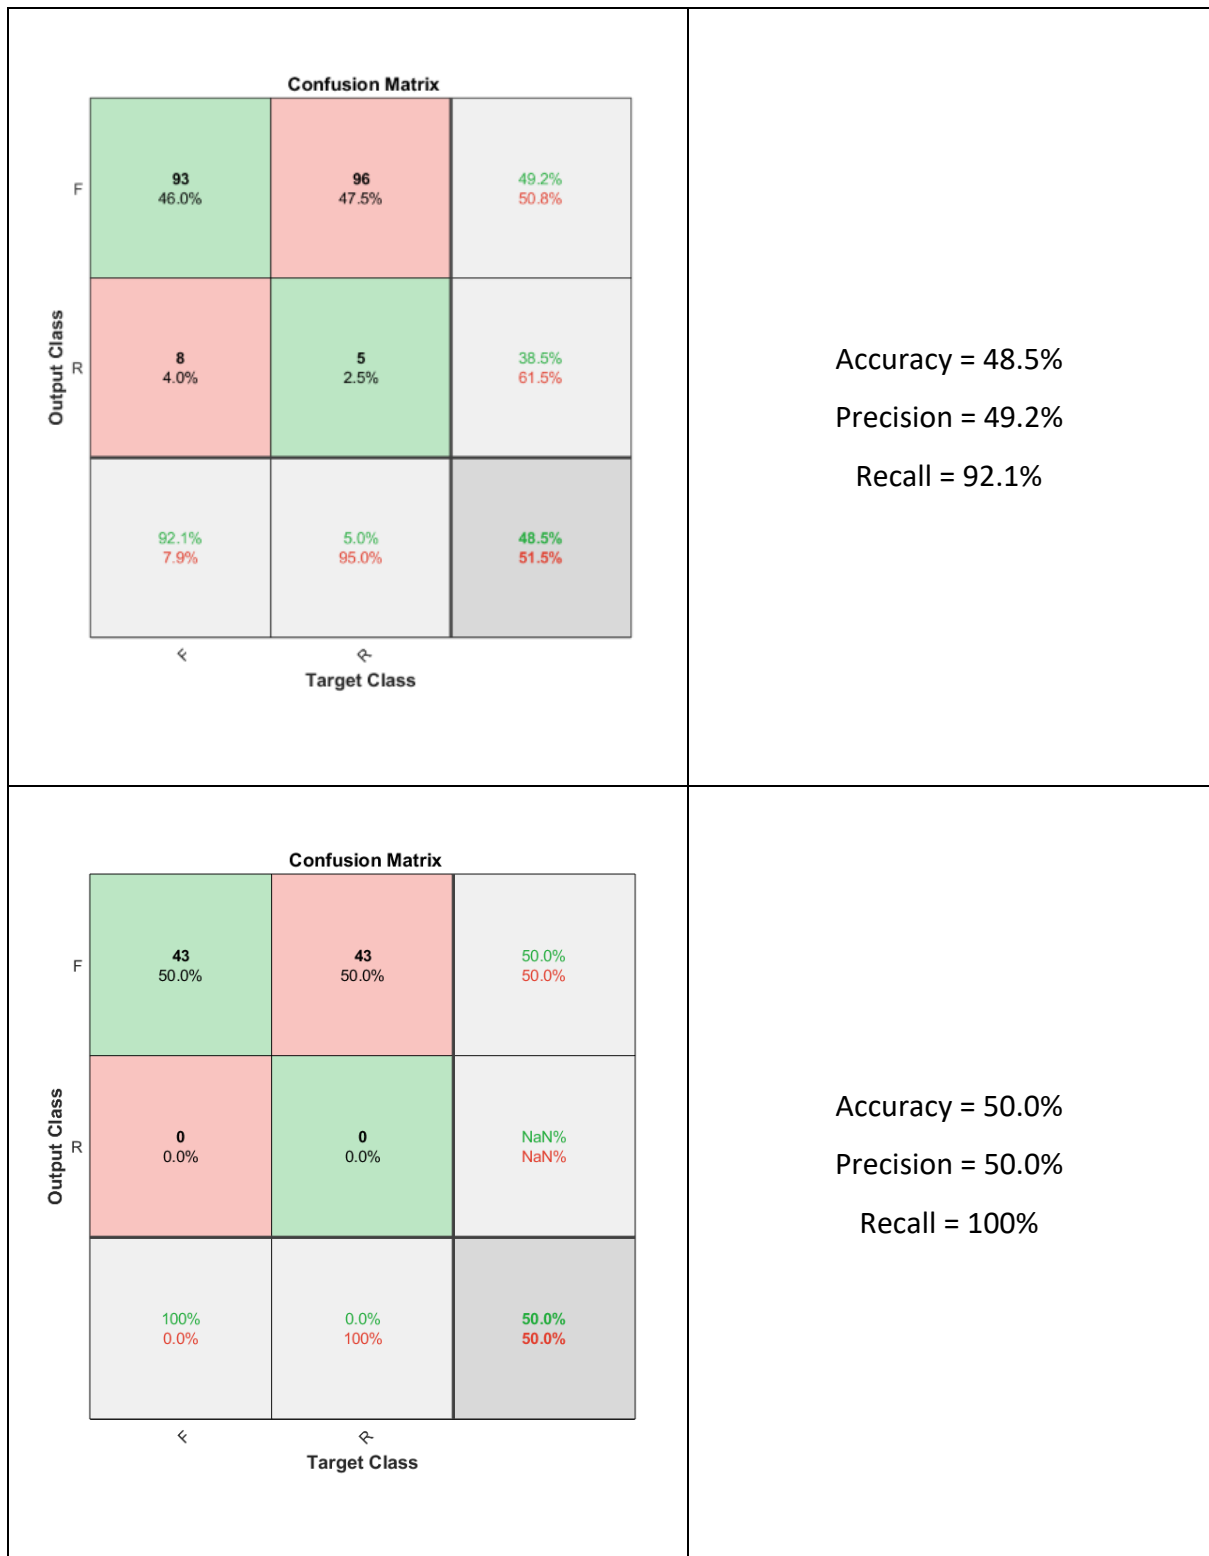 Confusion Matrix
F
93
46.0%
96
47.5%
49.2%
50.8%
Output Class
R
8
4.0%
5
2.5%
38.5%
61.5%
92.1%
7.9%
5.0%
95.0%
48.5%
51.5%
F
R
Target Class
Accuracy = 48.5%
Precision = 49.2%
Recall = 92.1%
Confusion Matrix
F
43
50.0%
43
50.0%
50.0%
50.0%
Output Class
R
0
0.0%
0
0.0%
NaN%
NaN%
100%
0.0%
0.0%
100%
50.0%
50.0%
F
R
Target Class
Accuracy = 50.0%
Precision = 50.0%
Recall = 100%